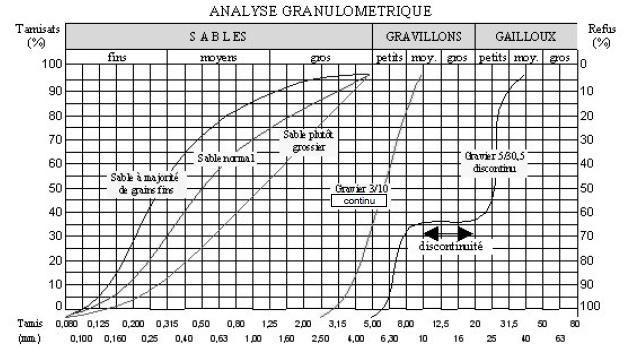 ANALYSE GRANULOMETRIQUE
Tamisats (%)
Refus (%)
SABLES
GRAVILLONS
GAILLOUX
fins moyens gros petits moy. gros petits moy. gros
100 0
90 10
80 20
70 30
60 40
50 50
40 60
30 70
20 80
10 90
0 100
Sable à majorité
de grains fins
Sable normal
Sable plutôt
grossier
Gravier 3/10
continu
Gravier 5/30,5
discontinu
discontinuité
Tamis
(mm)
0,080 0,125 0,200 0,315 0,50 0,80 1,25 2,00 3,15 5,00 8,00 12,5 20 31,5 50 80
0,100 0,160 0,25 0,40 0,63 1,00 1,60 2,50 4,00 6,30 10 16 25 40 63